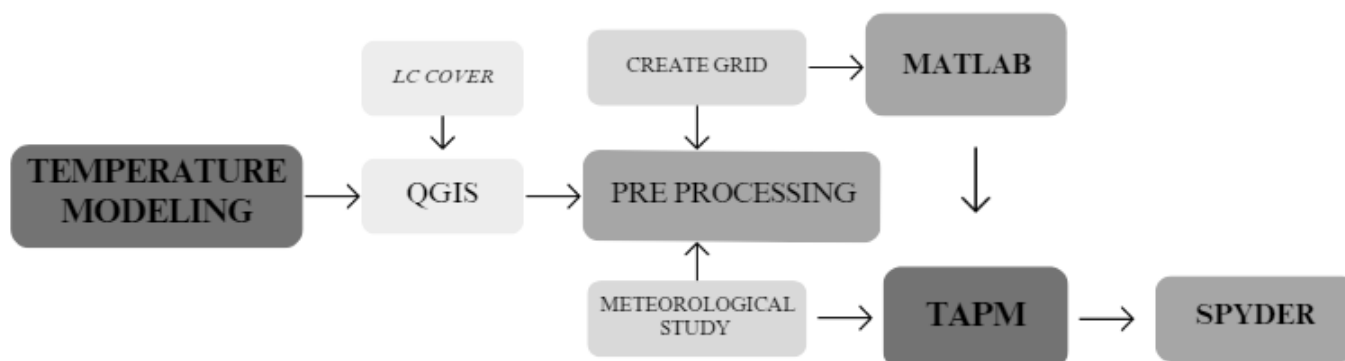 LC COVER
CREATE GRID
MATLAB
TEMPERATURE
MODELING
QGIS
PRE PROCESSING
METEOROLOGICAL
STUDY
TAPM
SPYDER